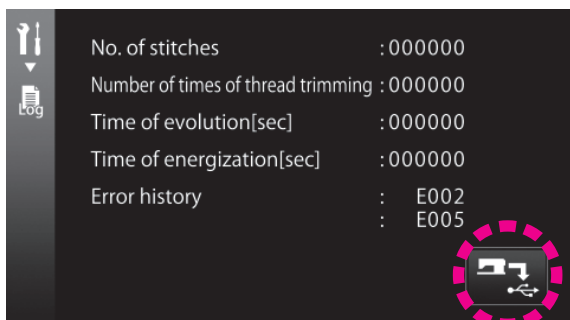 Log
No. of stitches :000000
Number of times of thread trimming :000000
Time of evolution[sec] :000000
Time of energization[sec] :000000
Error history : E002
: E005